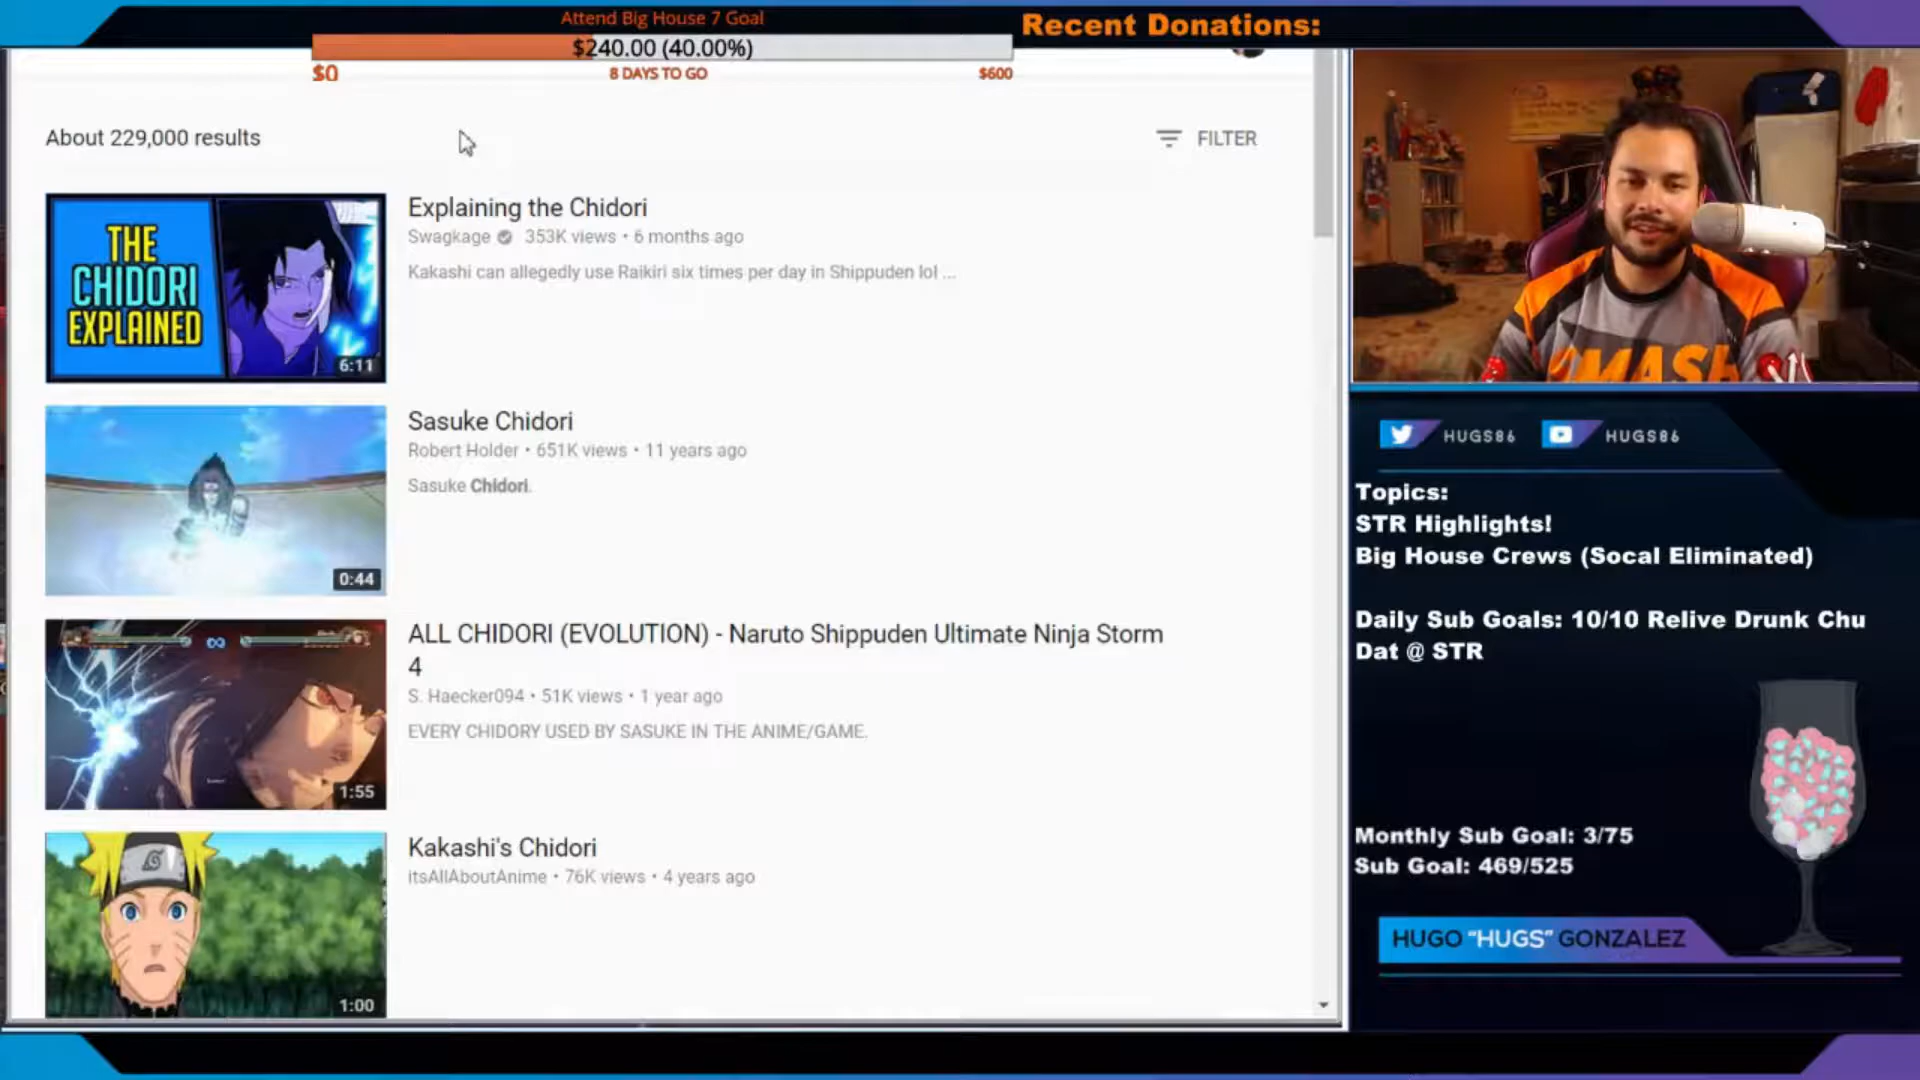 Attend Big House 7 Goal
$240.00 (40.00%)
$0
8 DAYS TO GO
$600
Recent Donations:
About 229,000 results
FILTER
THE
CHIDORI
EXPLAINED
6:11
Explaining the Chidori
Swagkage 353K views • 6 months ago
Kakashi can allegedly use Raikiri six times per day in Shippuden lol ...
0:44
Sasuke Chidori
Robert Holder • 651K views • 11 years ago
Sasuke Chidori.
1:55
ALL CHIDORI (EVOLUTION) - Naruto Shippuden Ultimate Ninja Storm
4
S. Haecker094 • 51K views • 1 year ago
EVERY CHIDORY USED BY SASUKE IN THE ANIME/GAME.
1:00
Kakashi's Chidori
itsAllAboutAnime • 76K views • 4 years ago
SMASH
HUGS86
HUGS86
Topics:
STR Highlights!
Big House Crews (Socal Eliminated)
Daily Sub Goals: 10/10 Relive Drunk Chu
Dat @ STR
Monthly Sub Goal: 3/75
Sub Goal: 469/525
HUGO "HUGS" GONZALEZ